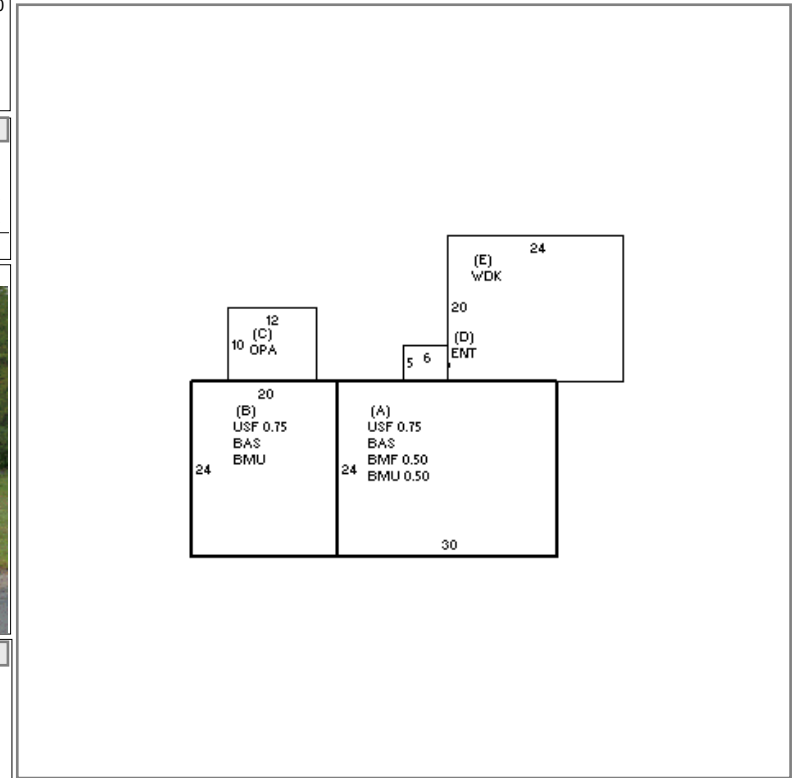 24
(E)
WDK
20
12
(C)
10 OPA
(D)
ENT
5 6
20
(B)
USF 0.75
BAS
BMU
24
(A)
USF 0.75
BAS
BMF 0.50
BMU 0.50
24
30